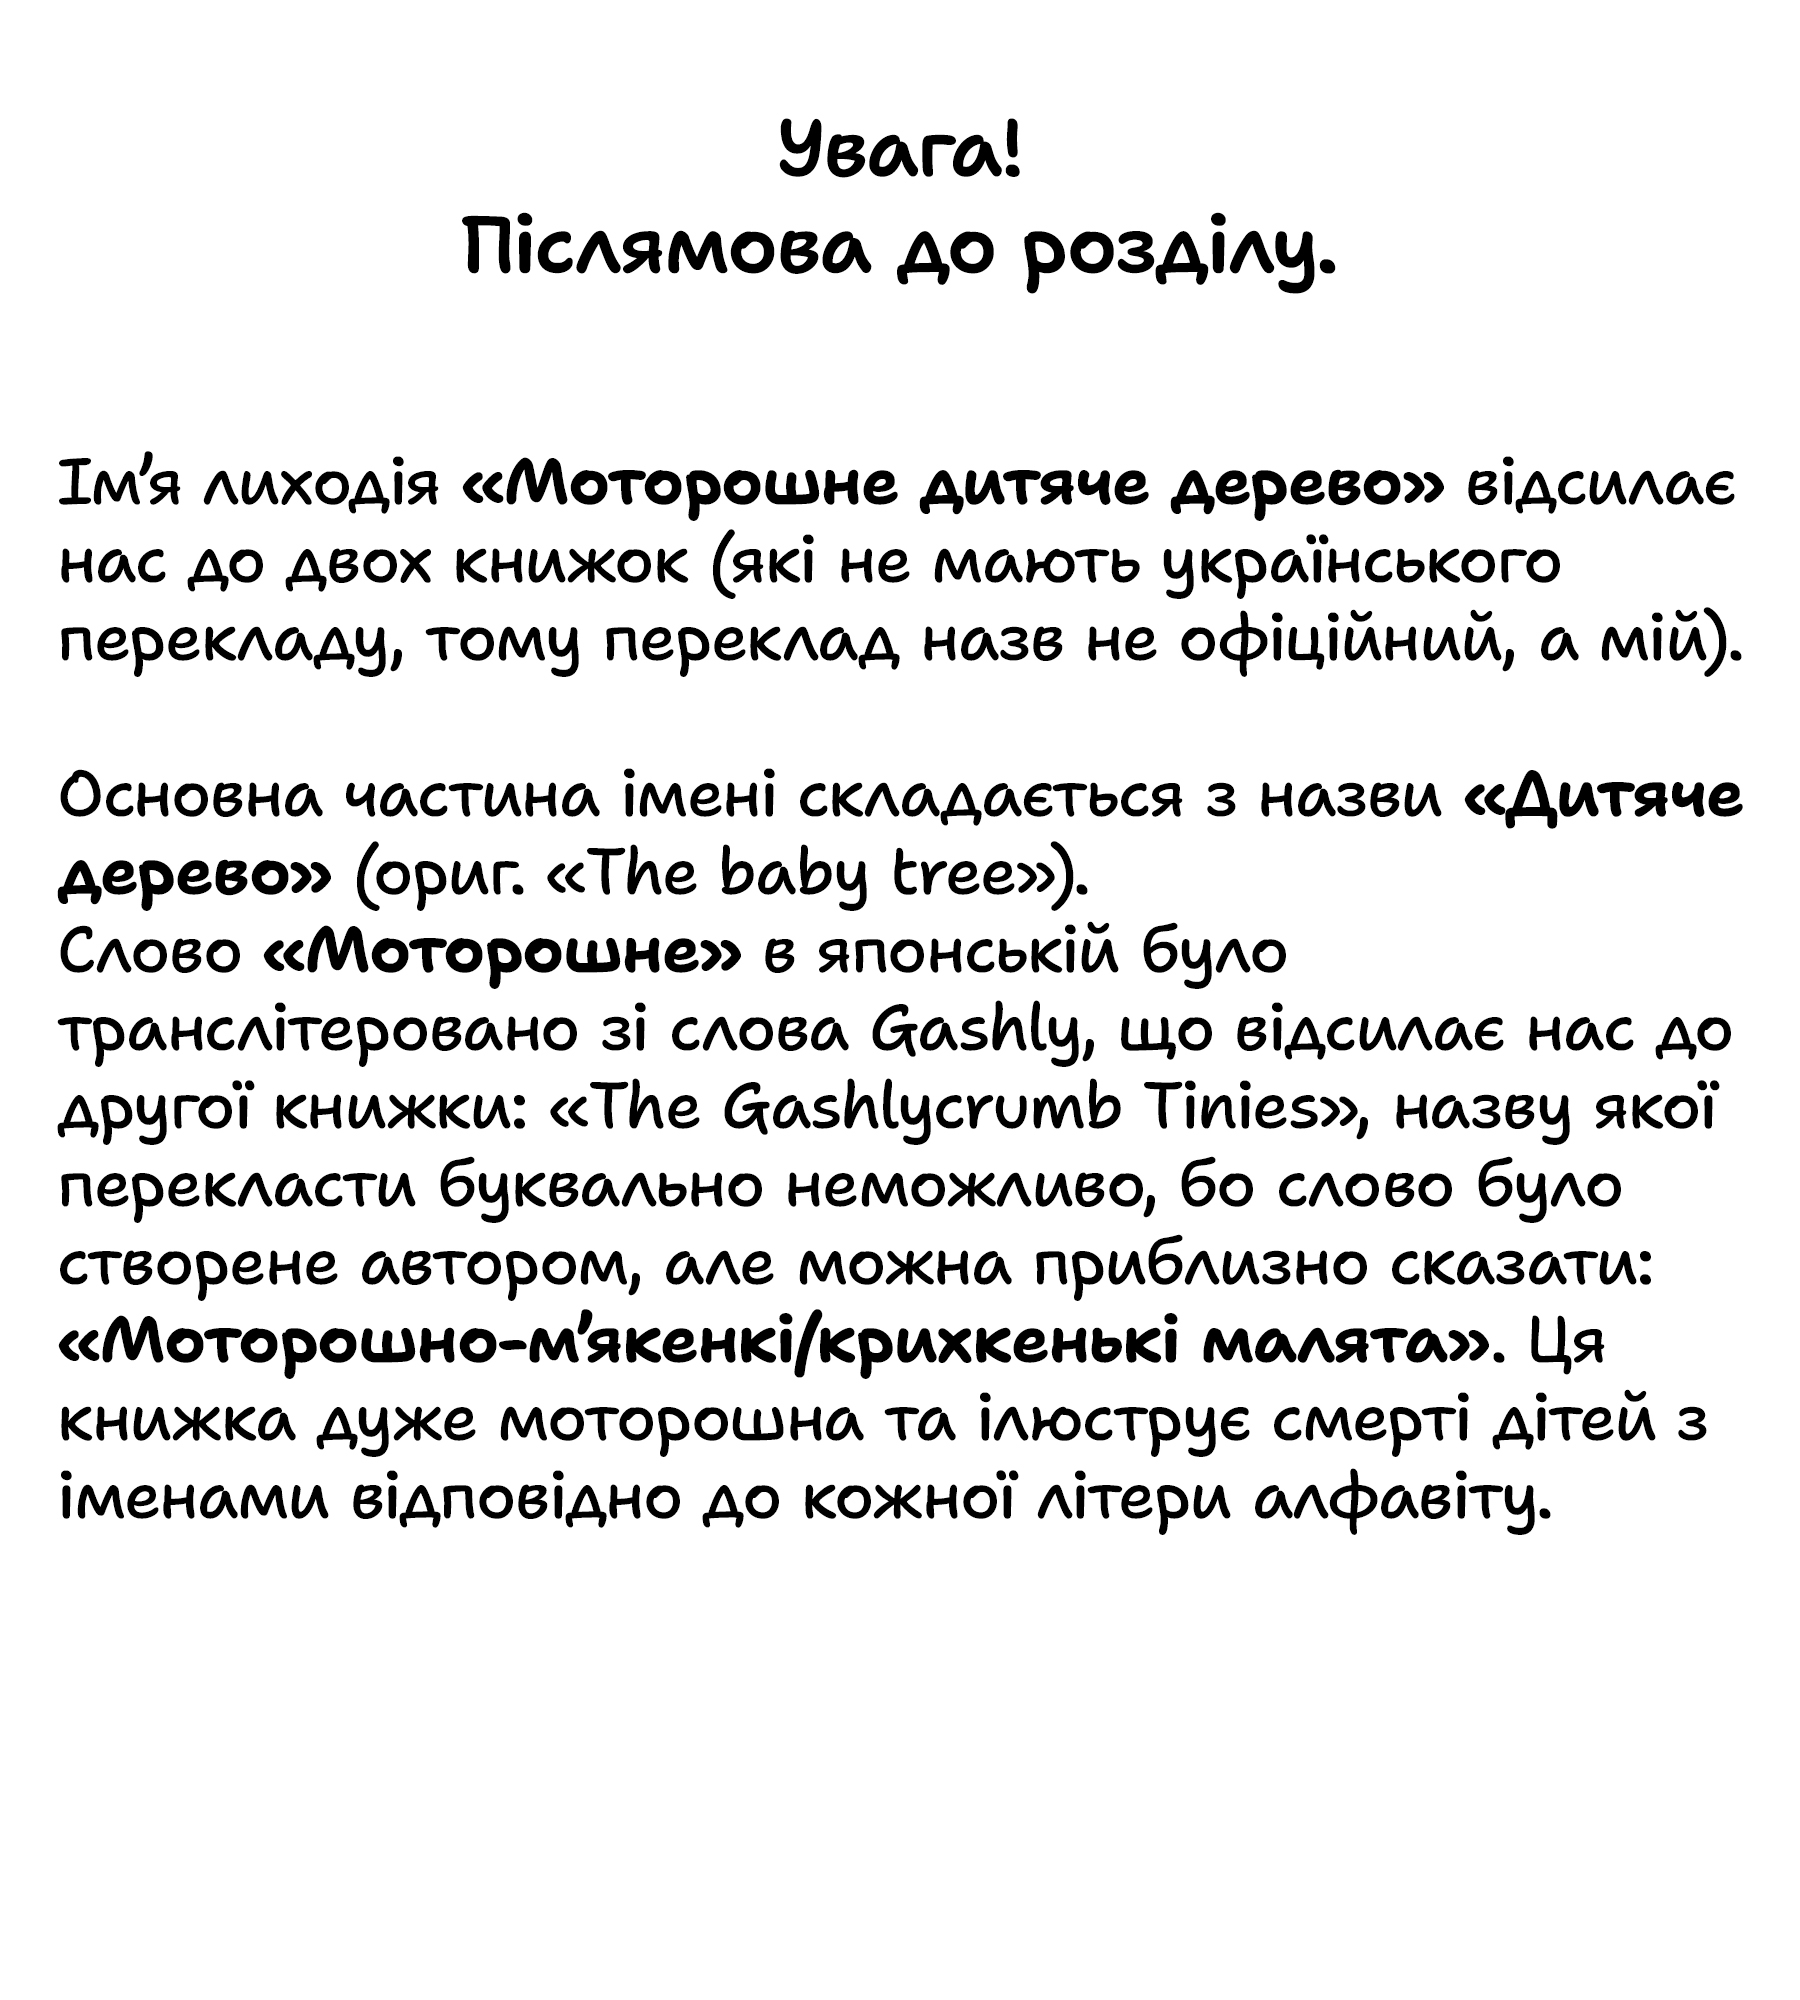 Увага!
Післямова до розділу.
Ім'я лиходія «Моторошне дитяче дерево» відсилає
нас до двох книжок (які не мають українського
перекладу, тому переклад назв не офіційний, а мій).
Основна частина імені складається з назви «Дитяче
дерево» (ориг. «The baby tree»).
Слово «Моторошне» в японській було
транслітеровано зі слова Gashly, що відсилає нас до
другої книжки: «The Gashlycrumb Tinies», назву якої
перекласти буквально неможливо, бо слово було
створене автором, але можна приблизно сказати:
«Моторошно-м'якенкі/крихкенькі малята». Ця
книжка дуже моторошна та ілюструє смерті дітей з
іменами відповідно до кожної літери алфавіту.